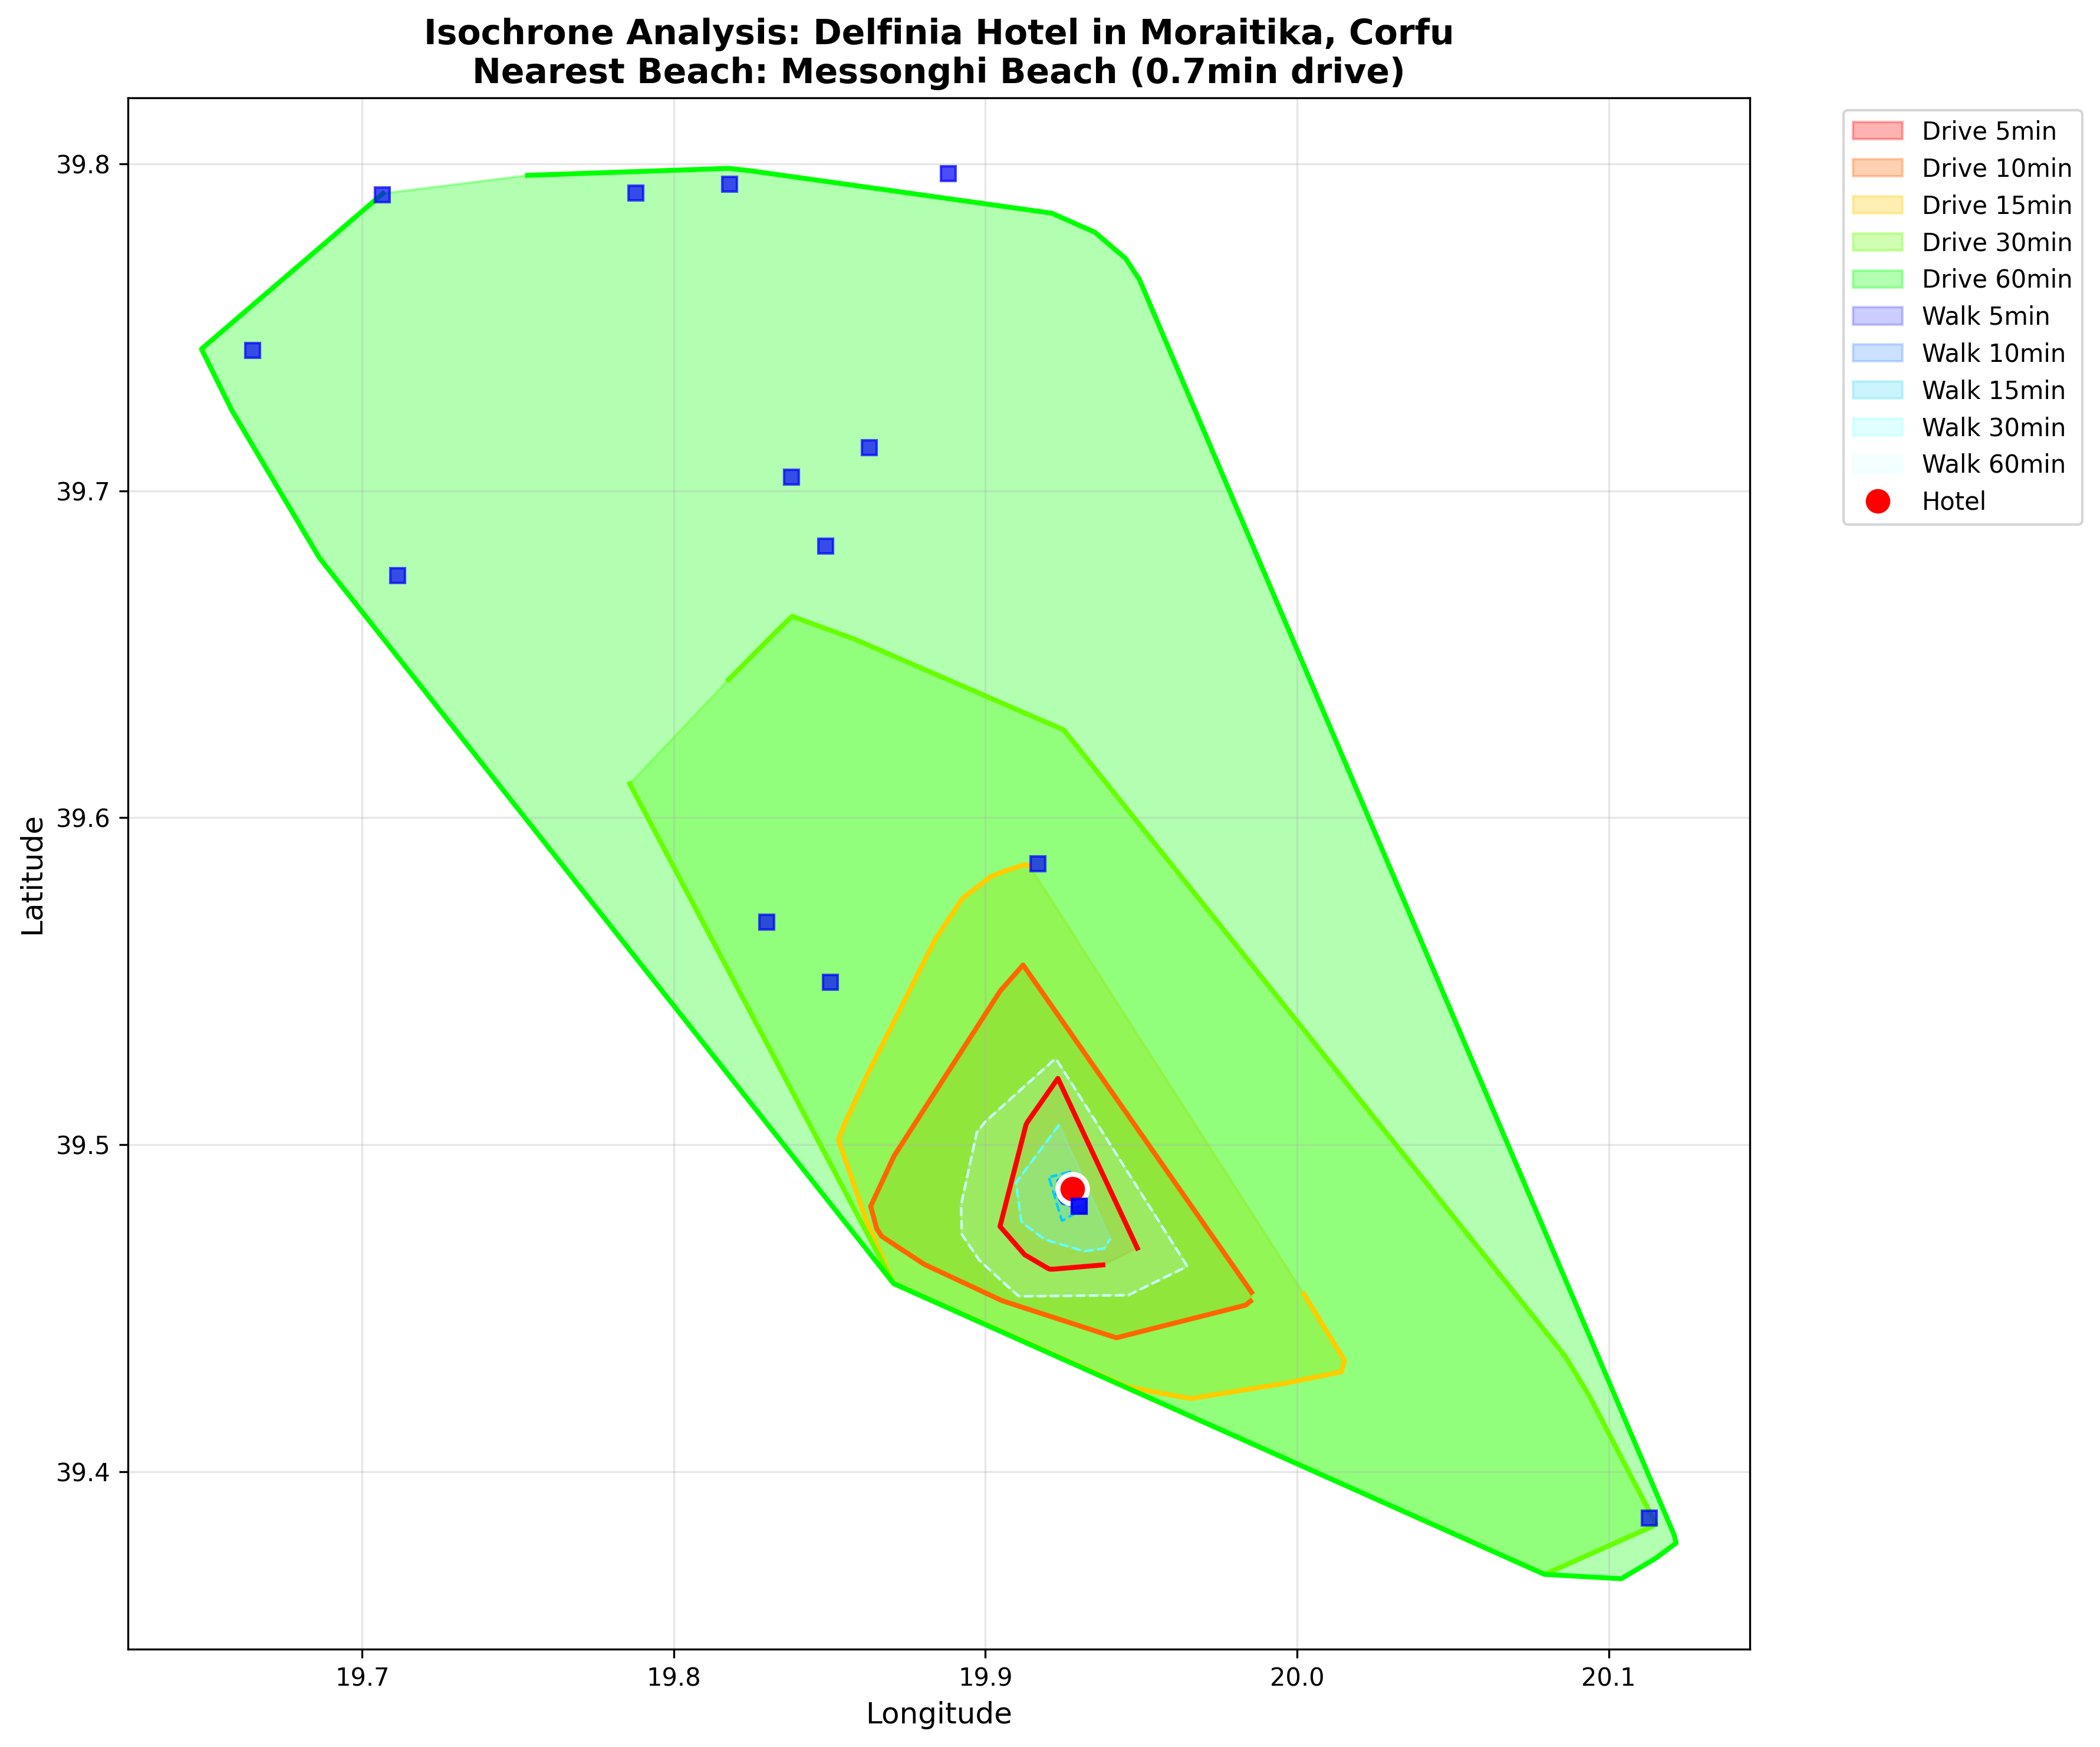 Isochrone Analysis: Delfinia Hotel in Moraitika, Corfu
Nearest Beach: Messonghi Beach (0.7min drive)
Drive 5min
Drive 10min
Drive 15min
Drive 30min
Drive 60min
Walk 5min
Walk 10min
Walk 15min
Walk 30min
Walk 60min
Hotel
Latitude
39.8
39.7
39.6
39.5
39.4
19.7 19.8 19.9 20.0 20.1
Longitude